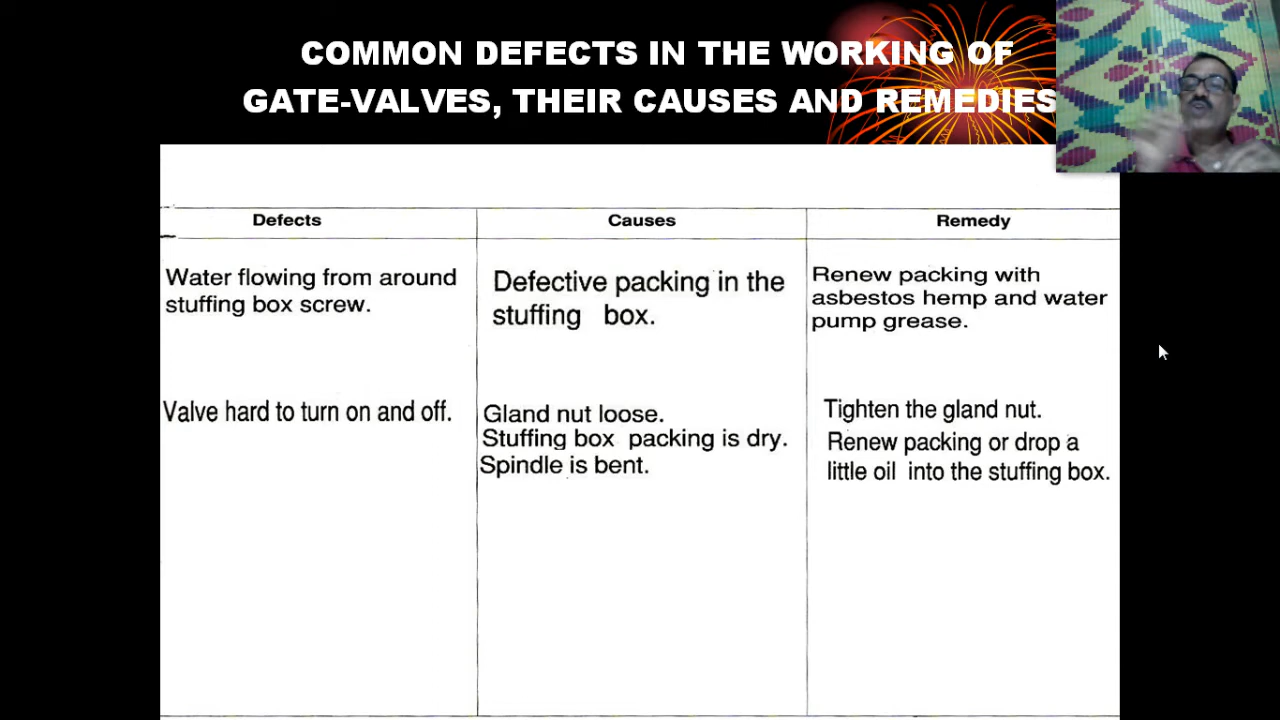 COMMON DEFECTS IN THE WORKING OF
GATE-VALVES, THEIR CAUSES AND REMEDIES
Defects
Causes
Remedy
Water flowing from around
stuffing box screw.
Defective packing in the
stuffing box.
Renew packing with
asbestos hemp and water
pump grease.
Valve hard to turn on and off.
Gland nut loose.
Stuffing box packing is dry.
Spindle is bent.
Tighten the gland nut.
Renew packing or drop a
little oil into the stuffing box.